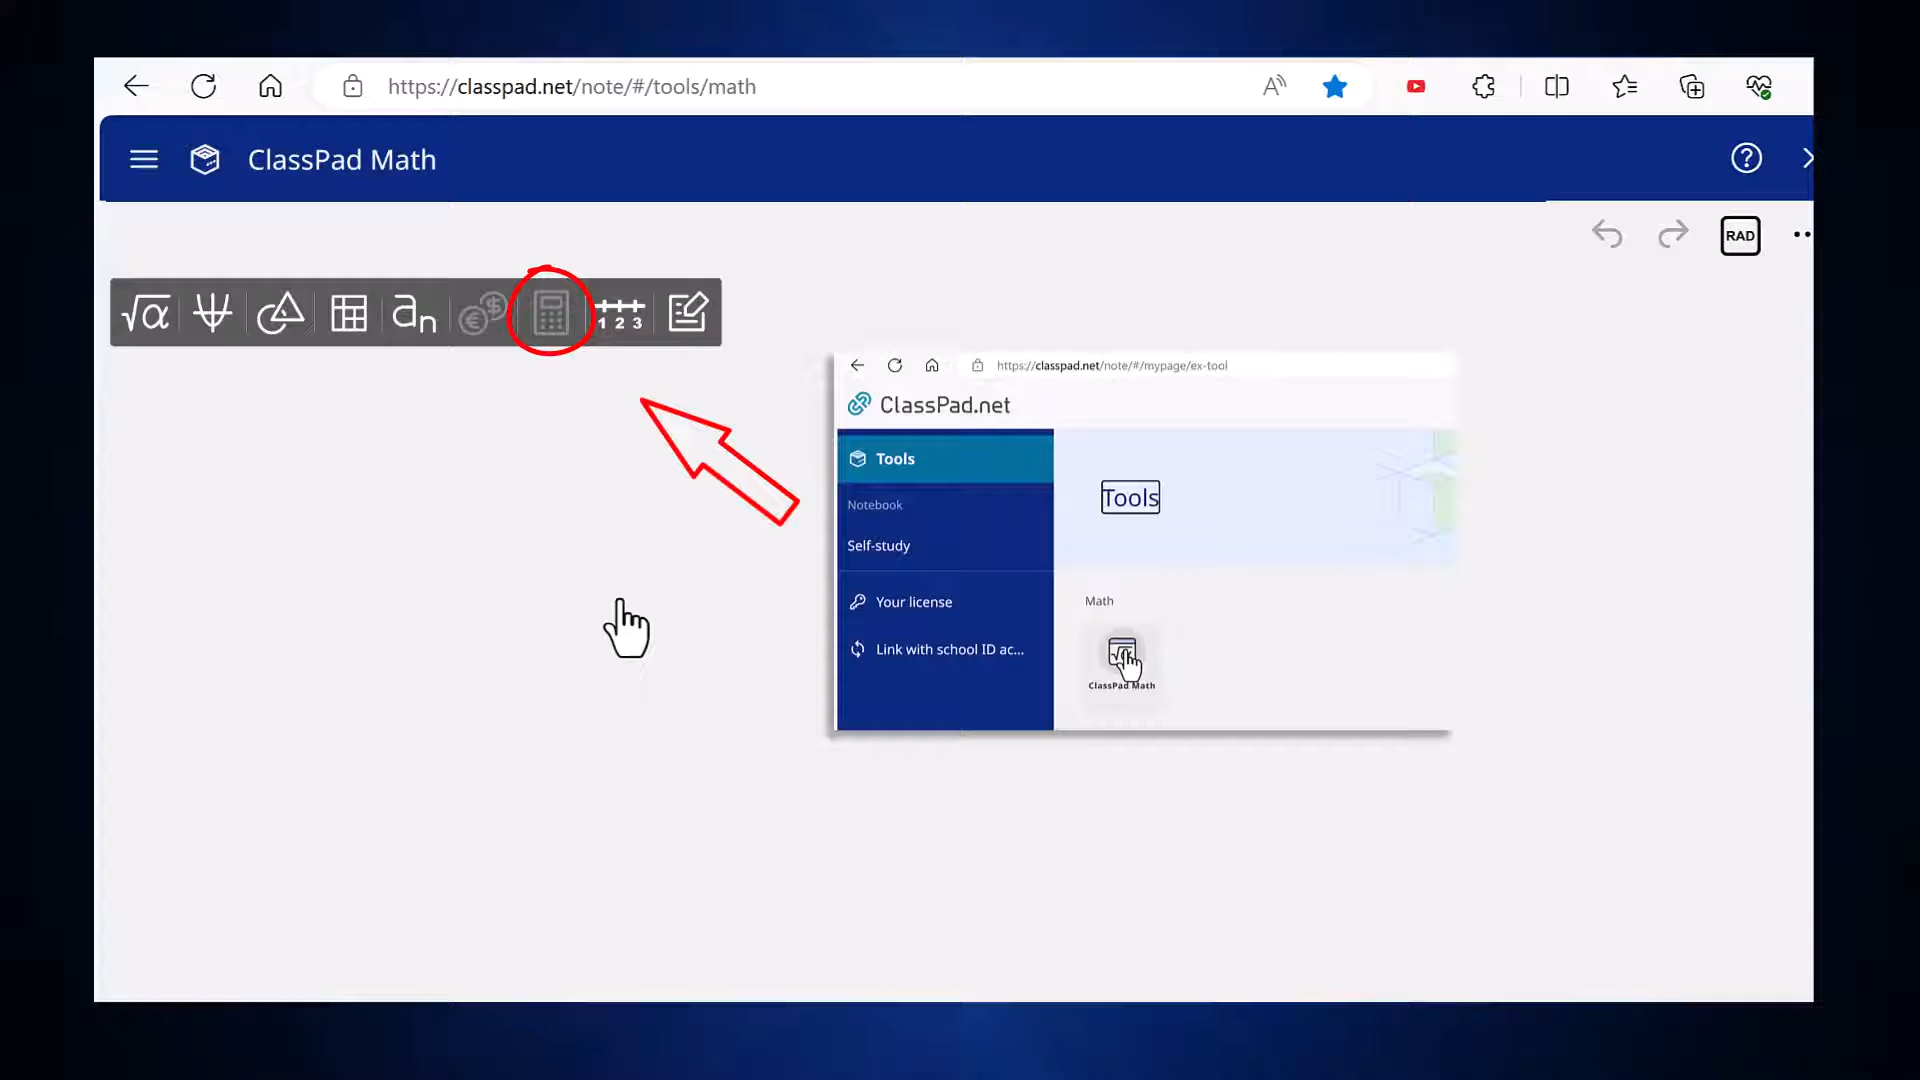 https://classpad.net/note/#/tools/math
ClassPad Math
RAD
√α
an
€ $
1 2 3
https://classpad.net/note/#/mypage/ex-tool
ClassPad.net
Tools
Tools
Notebook
Self-study
Math
Your license
Link with school ID ac...
ClassPad Math